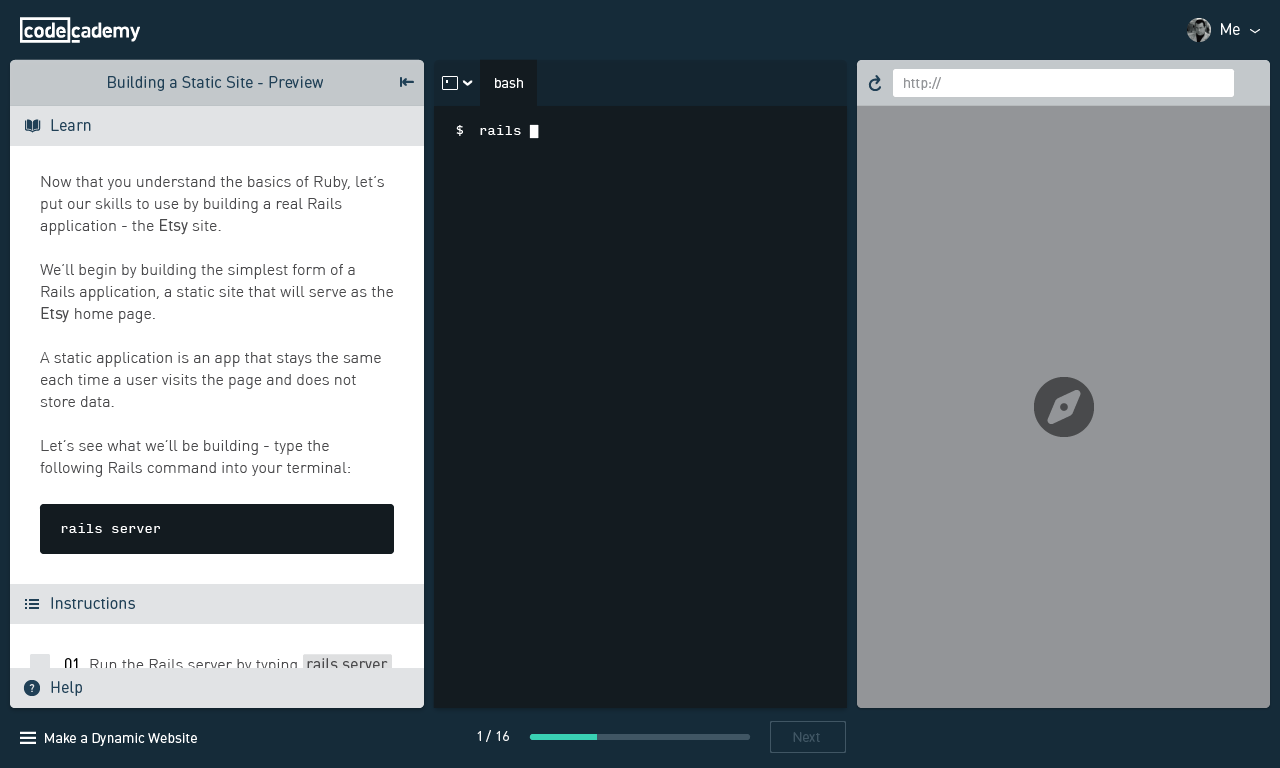 codecademy
Me
Building a Static Site - Preview
bash
http://
Learn
$ rails
Now that you understand the basics of Ruby, let's
put our skills to use by building a real Rails
application - the Etsy site.
We'll begin by building the simplest form of a
Rails application, a static site that will serve as the
Etsy home page.
A static application is an app that stays the same
each time a user visits the page and does not
store data.
Let's see what we'll be building - type the
following Rails command into your terminal:
rails server
Instructions
01 Run the Rails server by typing rails server
? Help
Make a Dynamic Website
1 / 16
Next